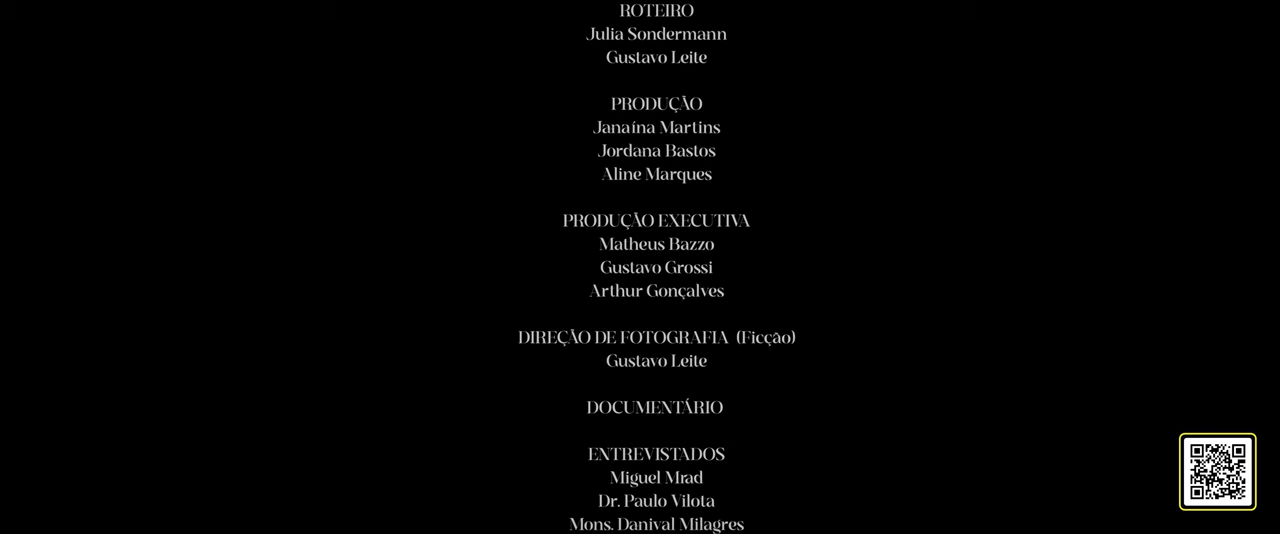 ROTEIRO
Julia Sondermann
Gustavo Leite
PRODUÇÃO
Janaína Martins
Jordana Bastos
Aline Marques
PRODUÇÃO EXECUTIVA
Matheus Bazzo
Gustavo Grossi
Arthur Gonçalves
DIREÇÃO DE FOTOGRAFIA (Ficção)
Gustavo Leite
DOCUMENTÁRIO
ENTREVISTADOS
Miguel Mrad
Dr. Paulo Vilota
Mons. Danival Milagres